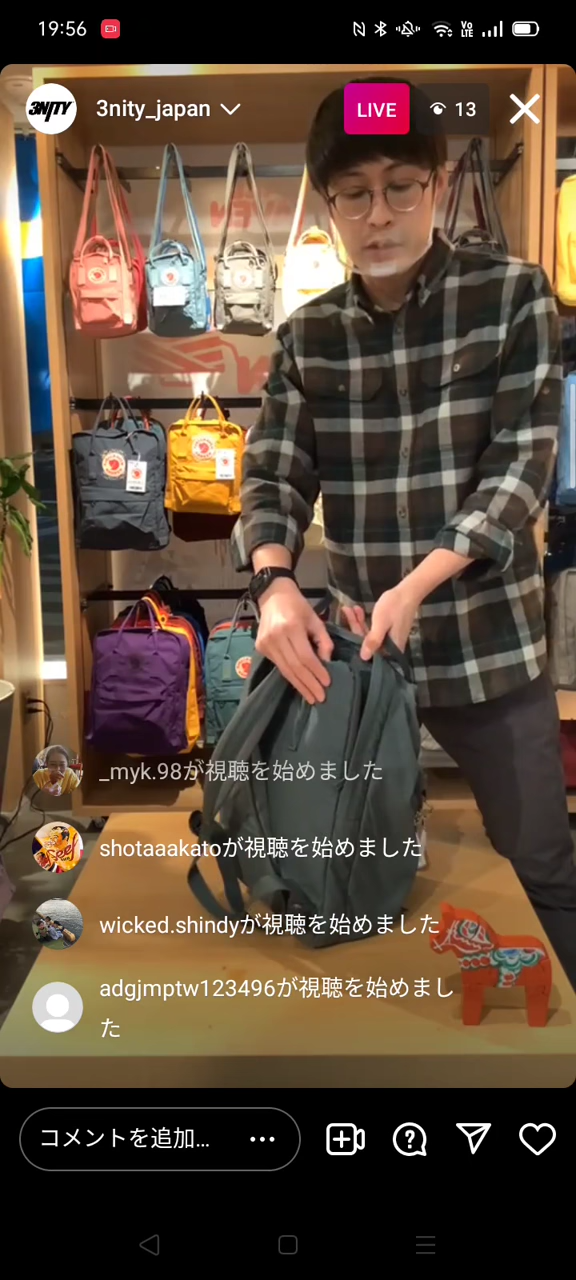 19:56
VO
LTE
3NITY
3nity_japan
LIVE
13
_myk.98が視聴を始めました
shotaaakatoが視聴を始めました
wicked.shindyが視聴を始めました
adgjmptw123496が視聴を始めまし
た
コメントを追加...